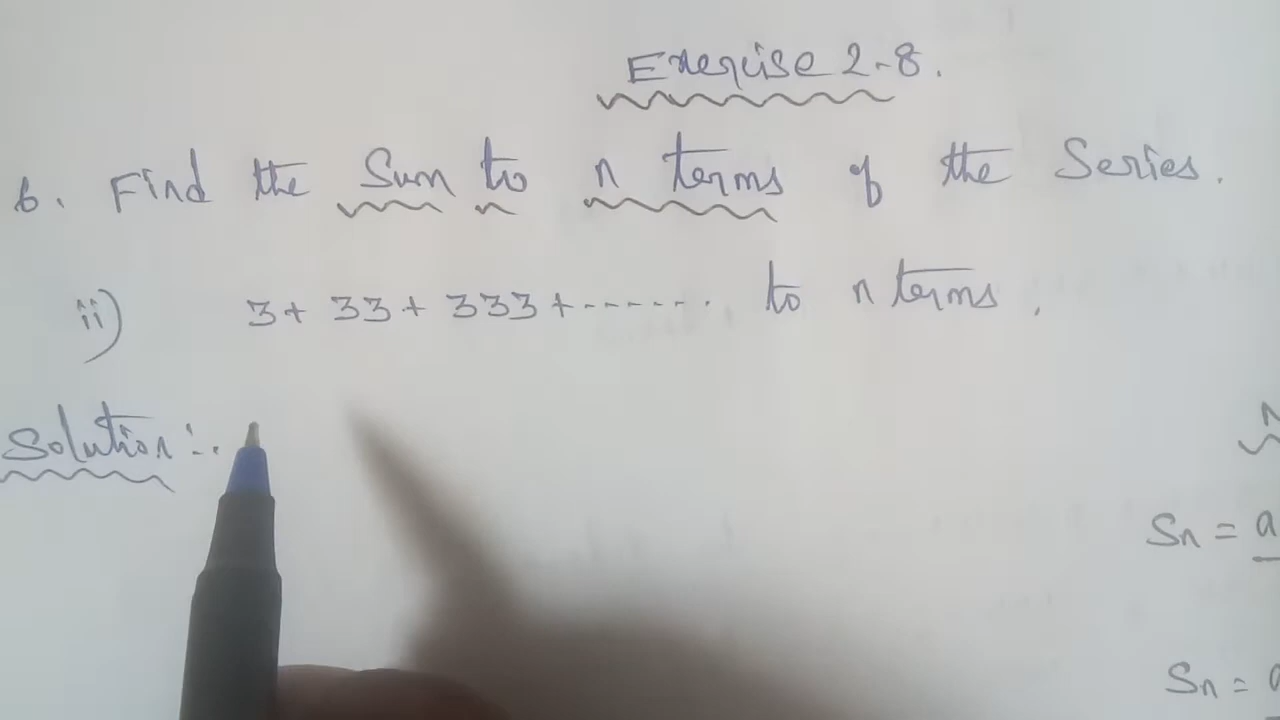 Exercise 2.8.
6. Find the Sum to n terms of the Series.
ii) 3+ 33+ 333+ ------. to n terms.
Solution:-.
Sn = a
Sn =